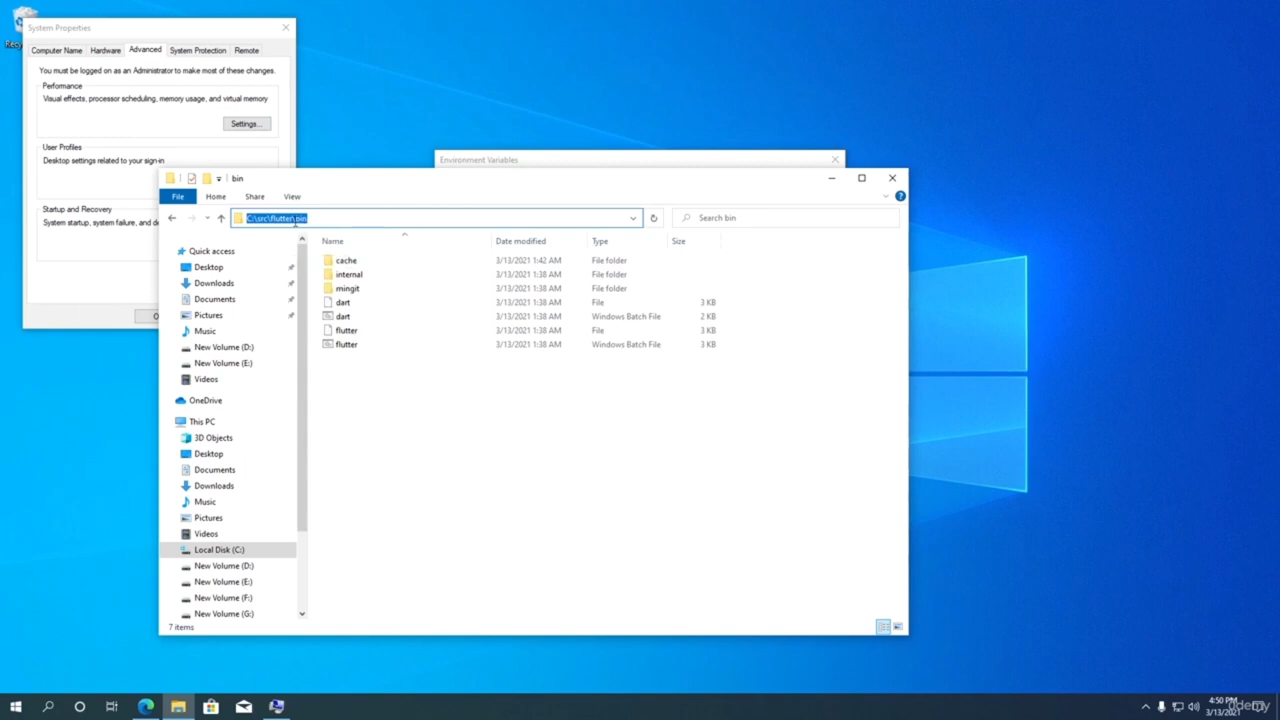 Recy
System Properties
Computer Name
Hardware
Advanced
System Protection
Remote
You must be logged on as an Administrator to make most of these changes.
Performance
Visual effects, processor scheduling, memory usage, and virtual memory
Settings...
User Profiles
Desktop settings related to your sign-in
Startup and Recovery
System startup, system failure, and de
O
Environment Variables
bin
File
Home
Share
View
C:\src\flutter\bin
Search bin
Name
Date modified
Type
Size
cache
3/13/2021 1:42 AM
File folder
internal
3/13/2021 1:38 AM
File folder
mingit
3/13/2021 1:38 AM
File folder
dart
3/13/2021 1:38 AM
File
3 KB
dart
3/13/2021 1:38 AM
Windows Batch File
2 KB
flutter
3/13/2021 1:38 AM
File
3 KB
flutter
3/13/2021 1:38 AM
Windows Batch File
3 KB
Quick access
Desktop
Downloads
Documents
Pictures
Music
New Volume (D:)
New Volume (E:)
Videos
OneDrive
This PC
3D Objects
Desktop
Documents
Downloads
Music
Pictures
Videos
Local Disk (C:)
New Volume (D:)
New Volume (E:)
New Volume (F:)
New Volume (G:)
7 items
4:50 PM
3/13/2021